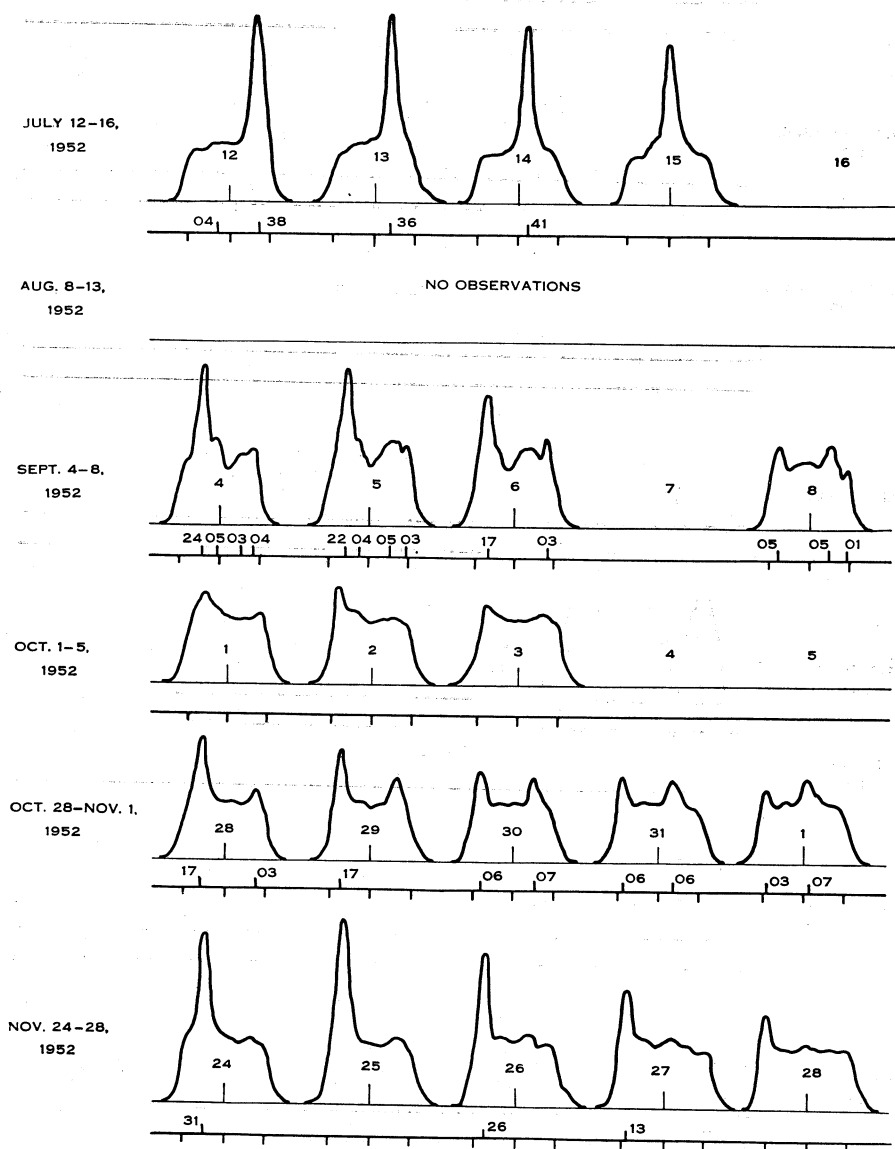 JULY 12–16,
1952
12 13 14 15 16
04 38 36 41
AUG. 8–13,
1952
NO OBSERVATIONS
SEPT. 4–8,
1952
4 5 6 7 8
24 05 03 04 22 04 05 03 17 03 05 05 01
OCT. 1–5,
1952
1 2 3 4 5
OCT. 28–NOV. 1,
1952
28 29 30 31 1
17 03 17 06 07 06 06 03 07
NOV. 24–28,
1952
24 25 26 27 28
31 26 13